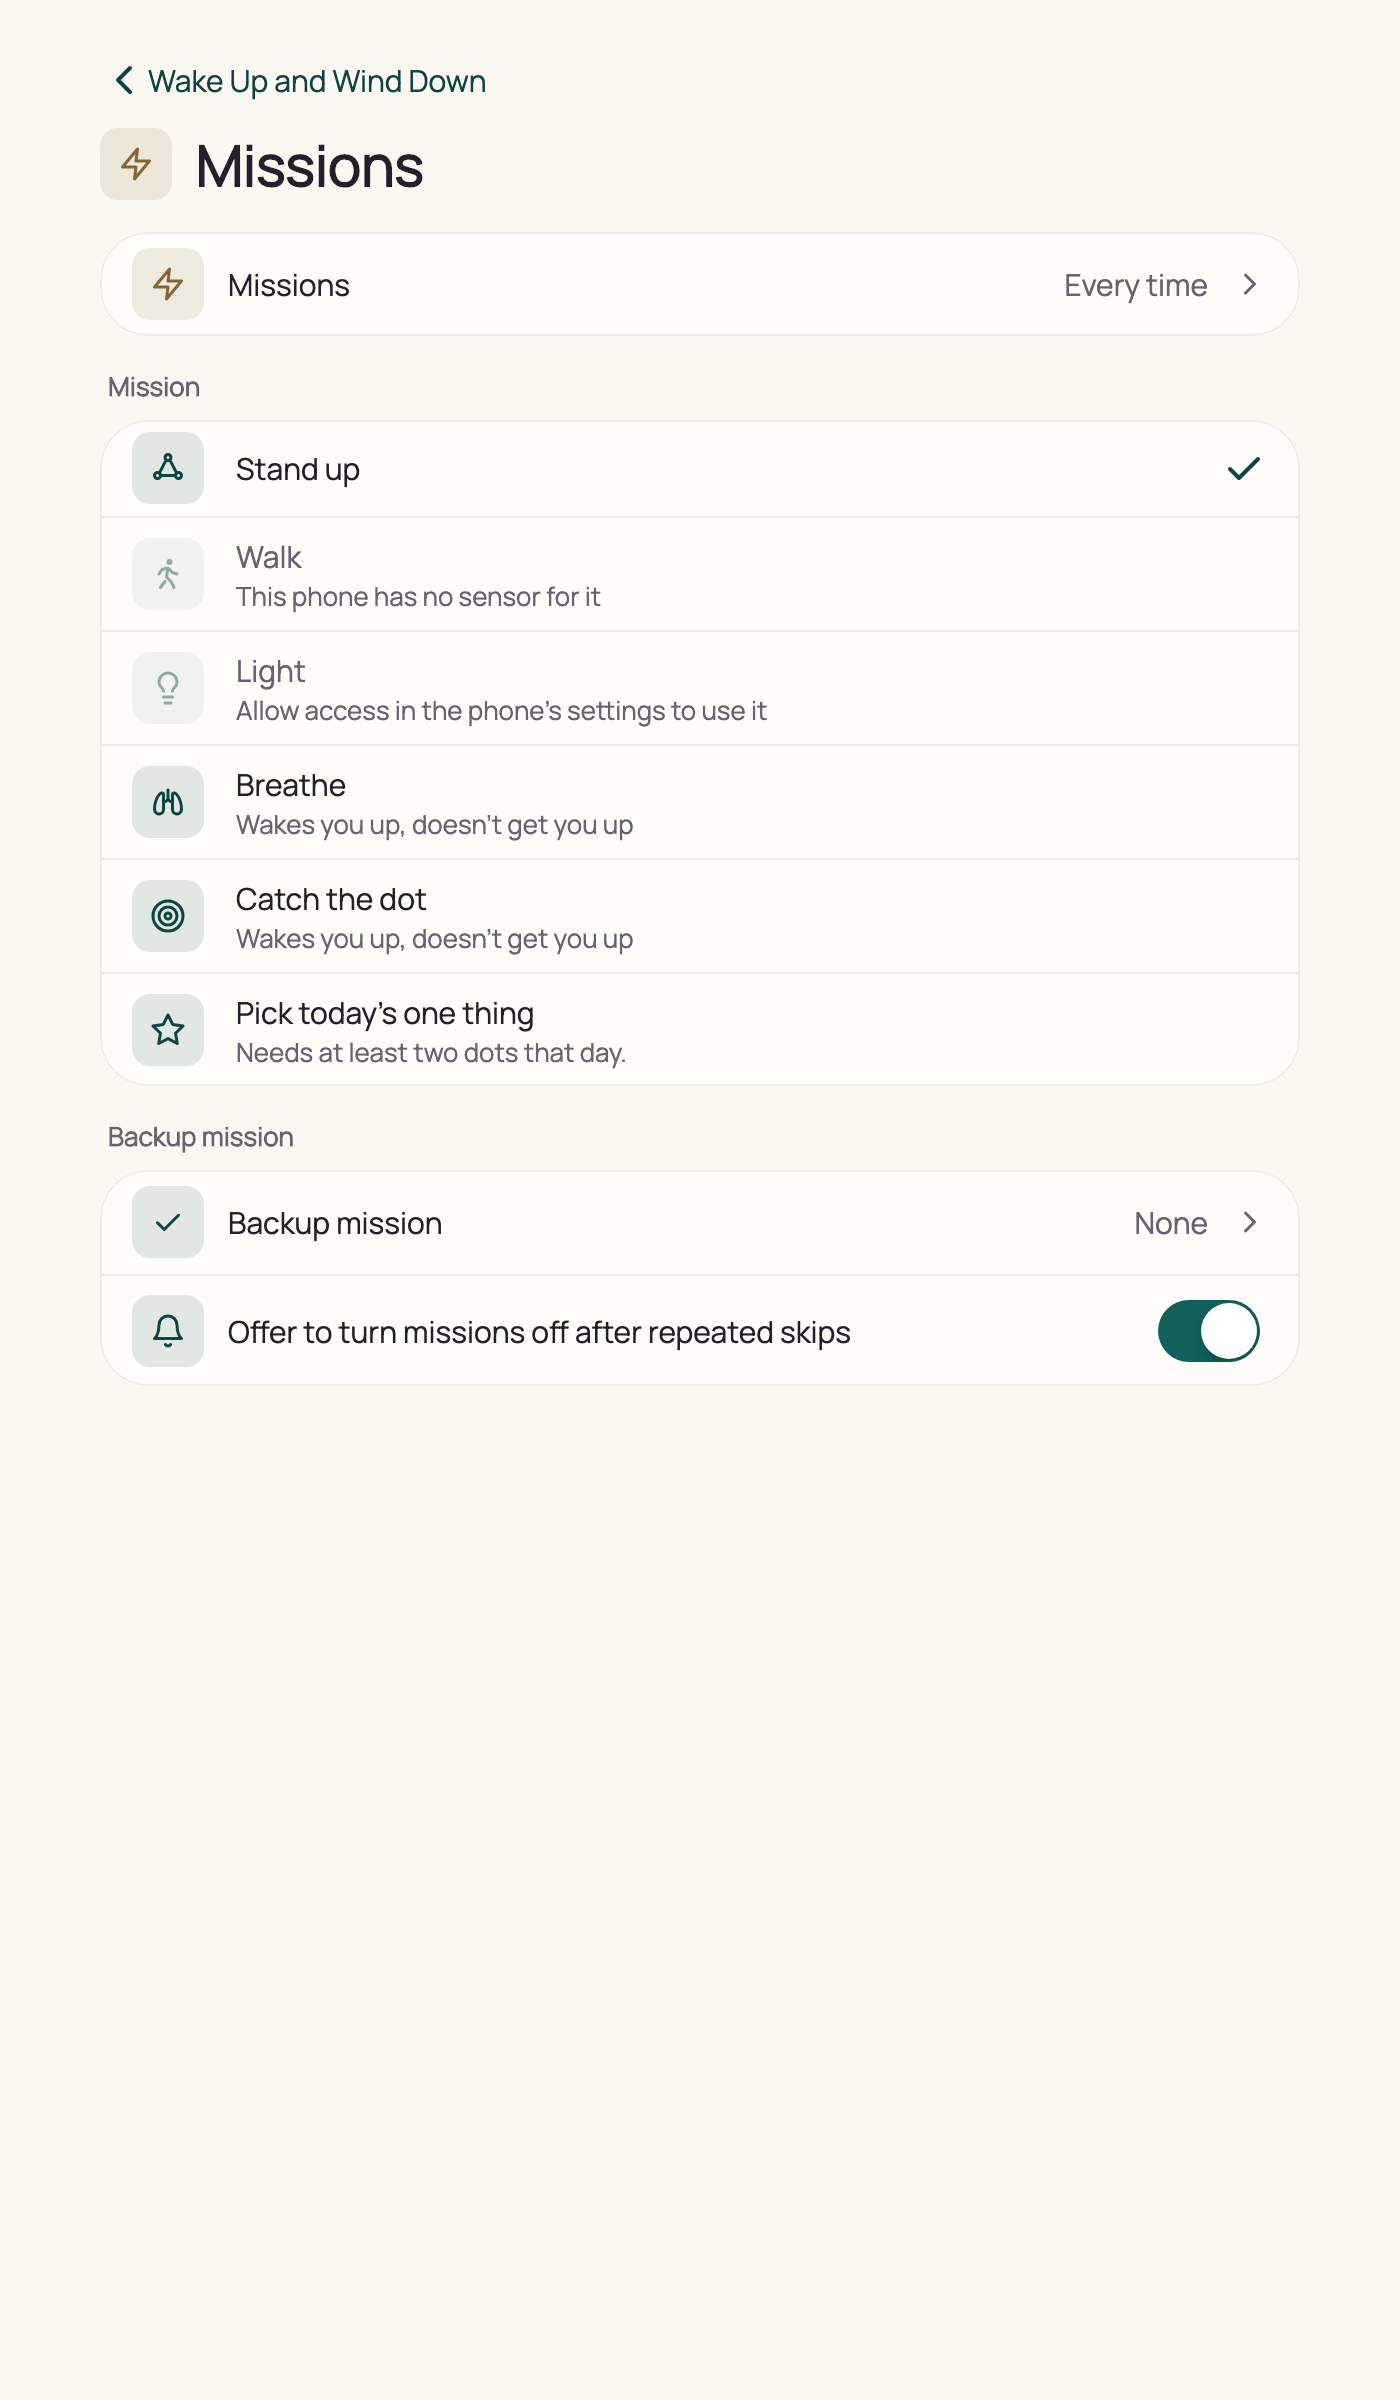 Wake Up and Wind Down
Missions
Missions
Every time
Mission
Stand up
Walk
This phone has no sensor for it
Light
Allow access in the phone’s settings to use it
Breathe
Wakes you up, doesn’t get you up
Catch the dot
Wakes you up, doesn’t get you up
Pick today’s one thing
Needs at least two dots that day.
Backup mission
Backup mission
None
Offer to turn missions off after repeated skips